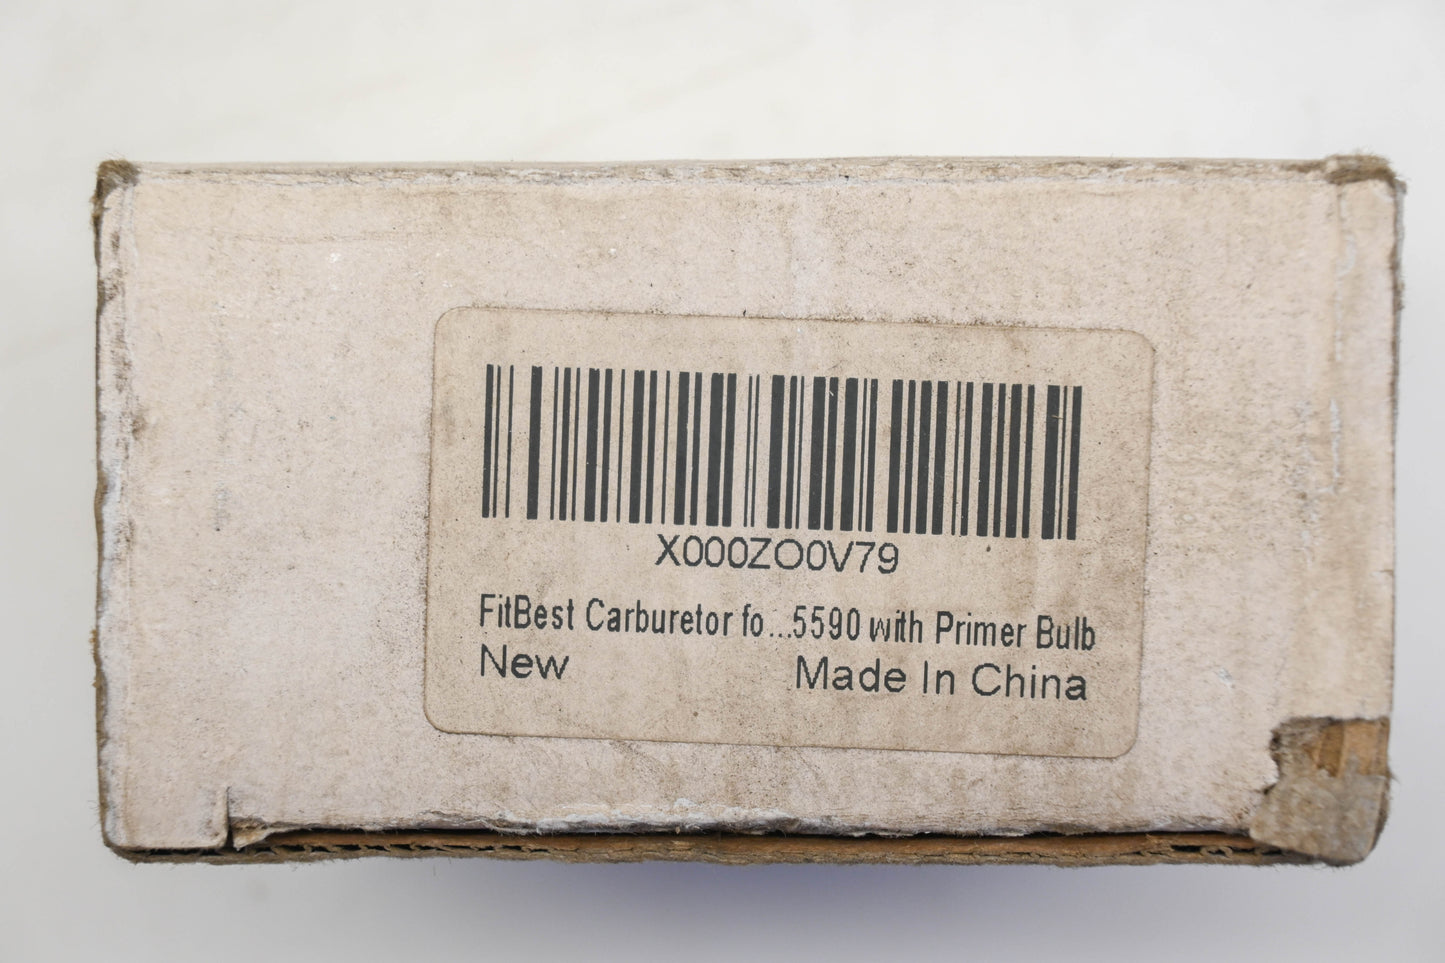 X000ZO0V79
FitBest Carburetor fo...5590 with Primer Bulb
New Made In China